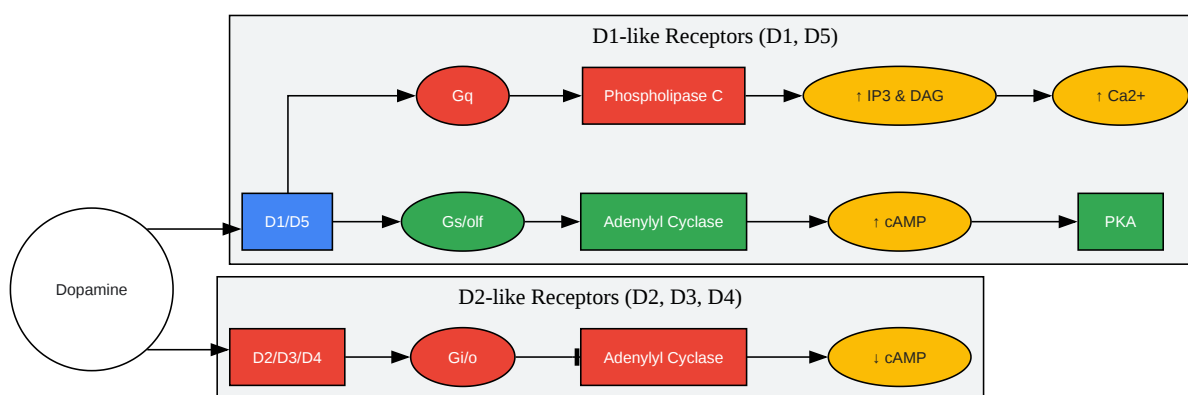 D1-like Receptors (D1, D5)
Gq
Phospholipase C
↑ IP3 & DAG
↑ Ca2+
D1/D5
Gs/olf
Adenylyl Cyclase
↑ cAMP
PKA
Dopamine
D2-like Receptors (D2, D3, D4)
D2/D3/D4
Gi/o
Adenylyl Cyclase
↓ cAMP